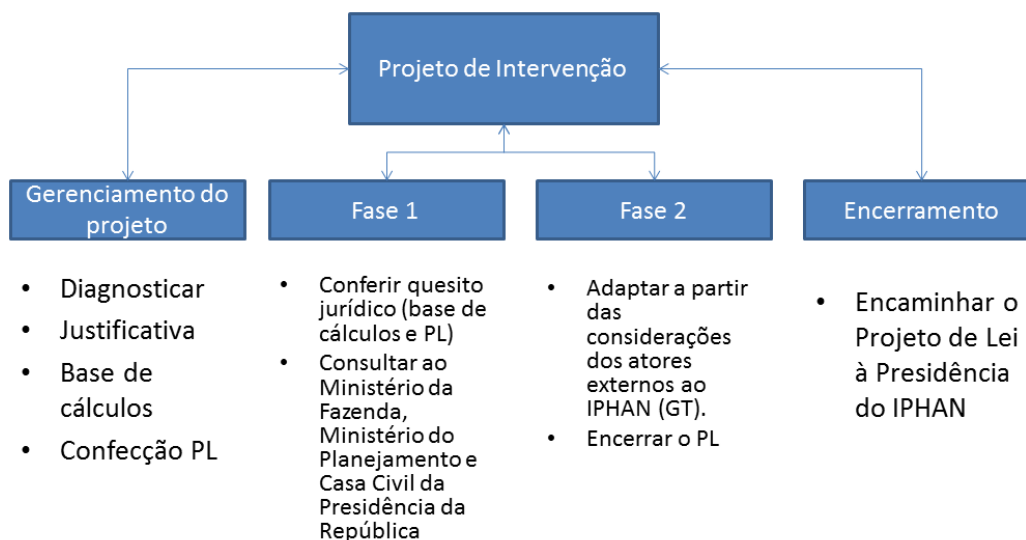 Projeto de Intervenção
Gerenciamento do
projeto
• Diagnosticar
• Justificativa
• Base de
cálculos
• Confecção PL
Fase 1
• Conferir quesito
jurídico (base de
cálculos e PL)
• Consultar ao
Ministério da
Fazenda,
Ministério do
Planejamento e
Casa Civil da
Presidência da
República
Fase 2
• Adaptar a partir
das
considerações
dos atores
externos ao
IPHAN (GT).
• Encerrar o PL
Encerramento
• Encaminhar o
Projeto de Lei
à Presidência
do IPHAN